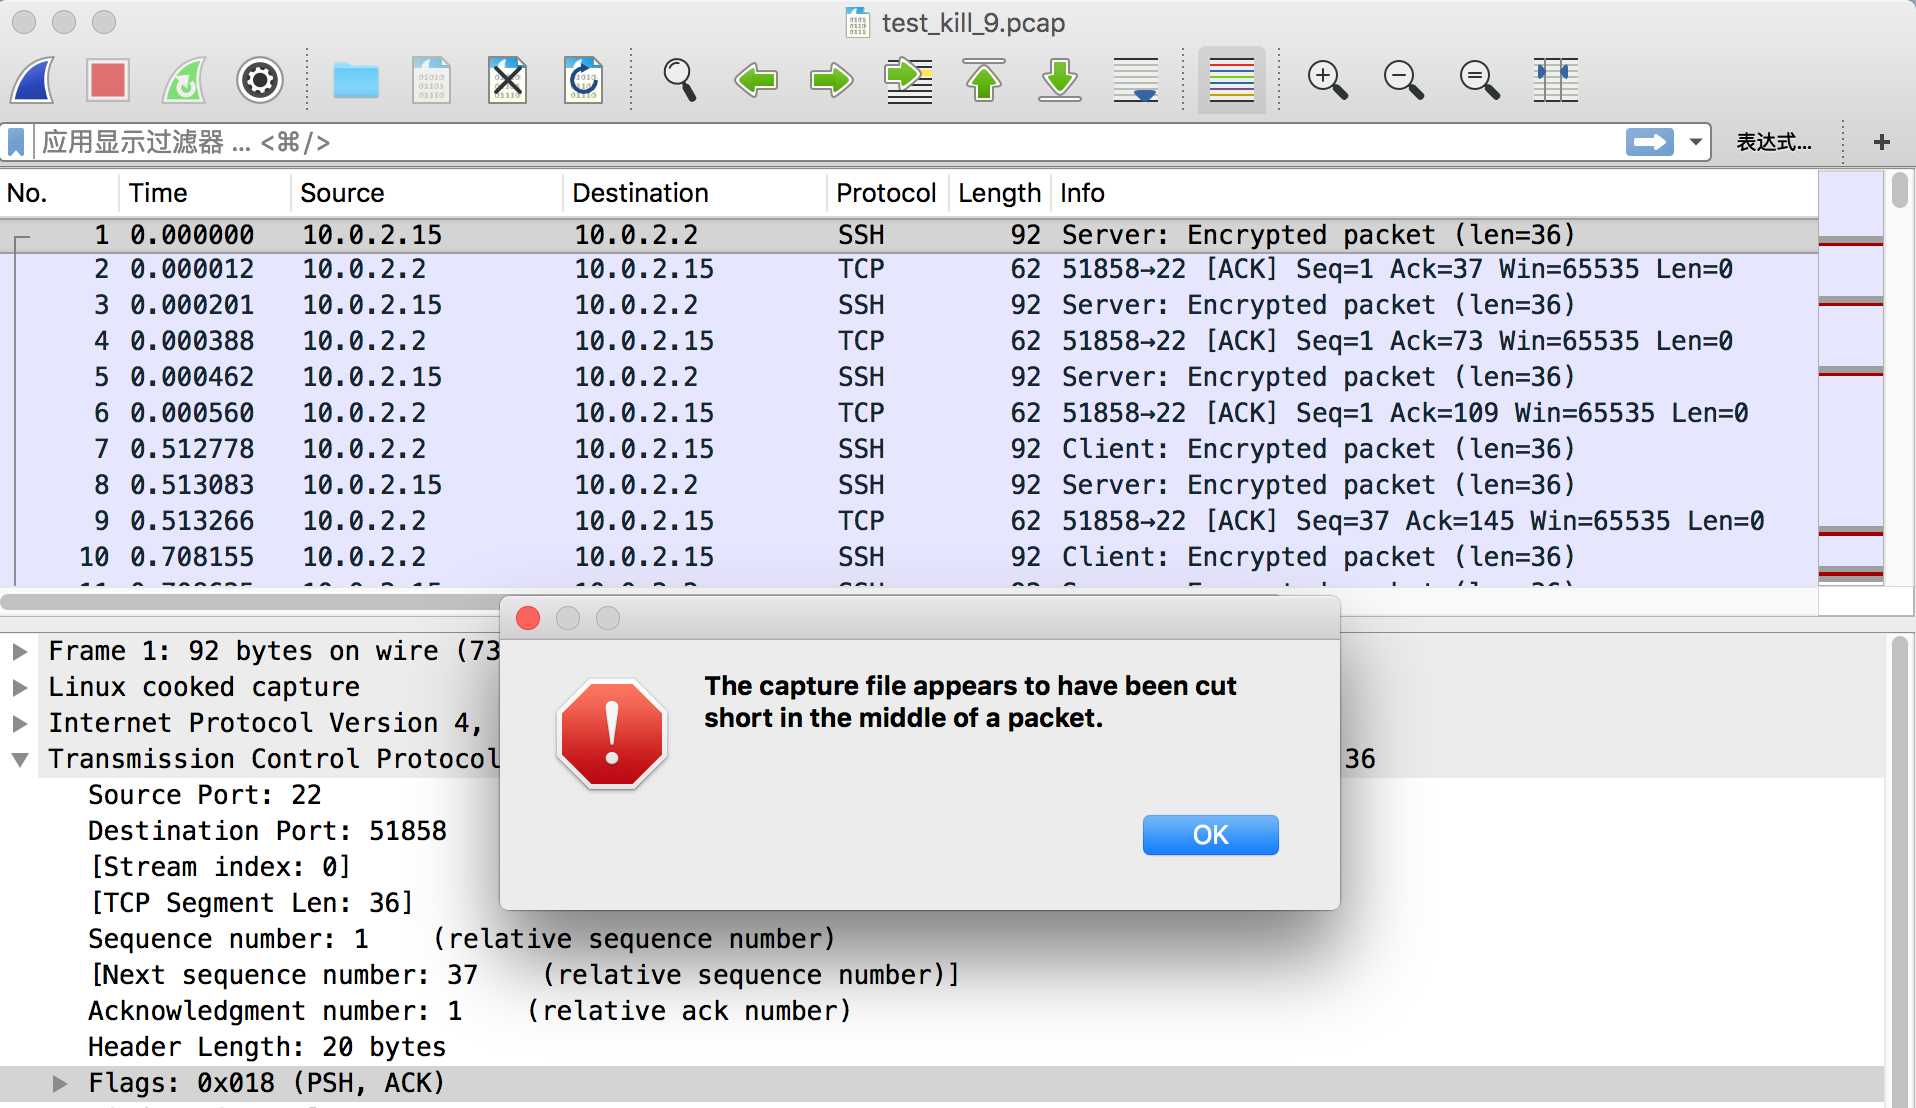 test_kill_9.pcap
应用显示过滤器 ... <⌘/>
表达式... +
No. Time Source Destination Protocol Length Info
1 0.000000 10.0.2.15 10.0.2.2 SSH 92 Server: Encrypted packet (len=36)
2 0.000012 10.0.2.2 10.0.2.15 TCP 62 51858→22 [ACK] Seq=1 Ack=37 Win=65535 Len=0
3 0.000201 10.0.2.15 10.0.2.2 SSH 92 Server: Encrypted packet (len=36)
4 0.000388 10.0.2.2 10.0.2.15 TCP 62 51858→22 [ACK] Seq=1 Ack=73 Win=65535 Len=0
5 0.000462 10.0.2.15 10.0.2.2 SSH 92 Server: Encrypted packet (len=36)
6 0.000560 10.0.2.2 10.0.2.15 TCP 62 51858→22 [ACK] Seq=1 Ack=109 Win=65535 Len=0
7 0.512778 10.0.2.2 10.0.2.15 SSH 92 Client: Encrypted packet (len=36)
8 0.513083 10.0.2.15 10.0.2.2 SSH 92 Server: Encrypted packet (len=36)
9 0.513266 10.0.2.2 10.0.2.15 TCP 62 51858→22 [ACK] Seq=37 Ack=145 Win=65535 Len=0
10 0.708155 10.0.2.2 10.0.2.15 SSH 92 Client: Encrypted packet (len=36)
Frame 1: 92 bytes on wire (73
Linux cooked capture
Internet Protocol Version 4,
Transmission Control Protocol 36
Source Port: 22
Destination Port: 51858
[Stream index: 0]
[TCP Segment Len: 36]
Sequence number: 1 (relative sequence number)
[Next sequence number: 37 (relative sequence number)]
Acknowledgment number: 1 (relative ack number)
Header Length: 20 bytes
Flags: 0x018 (PSH, ACK)
The capture file appears to have been cut
short in the middle of a packet.
OK